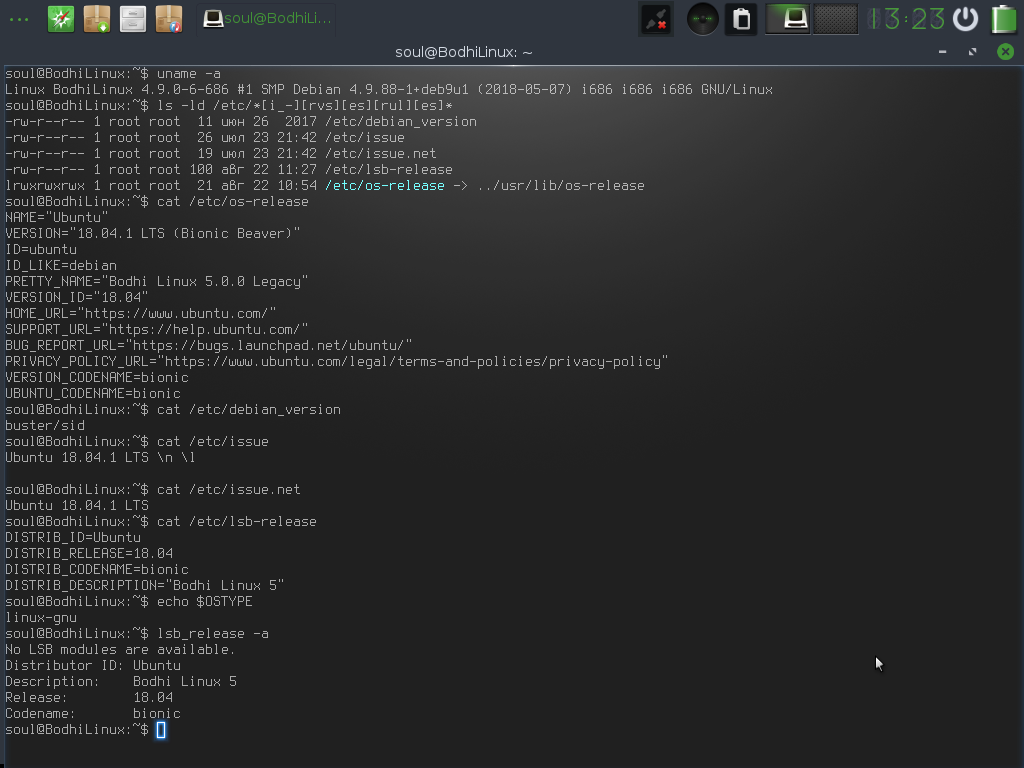 soul@BodhiLi...
13:23
soul@BodhiLinux: ~
soul@BodhiLinux:~$ uname -a
Linux BodhiLinux 4.9.0-6-686 #1 SMP Debian 4.9.88-1+deb9u1 (2018-05-07) i686 i686 i686 GNU/Linux
soul@BodhiLinux:~$ ls -ld /etc/*[i_-][rvs][es][rul][es]*
-rw-r--r-- 1 root root  11 июн 26  2017 /etc/debian_version
-rw-r--r-- 1 root root  26 июл 23 21:42 /etc/issue
-rw-r--r-- 1 root root  19 июл 23 21:42 /etc/issue.net
-rw-r--r-- 1 root root 100 авг 22 11:27 /etc/lsb-release
lrwxrwxrwx 1 root root  21 авг 22 10:54 /etc/os-release -> ../usr/lib/os-release
soul@BodhiLinux:~$ cat /etc/os-release
NAME="Ubuntu"
VERSION="18.04.1 LTS (Bionic Beaver)"
ID=ubuntu
ID_LIKE=debian
PRETTY_NAME="Bodhi Linux 5.0.0 Legacy"
VERSION_ID="18.04"
HOME_URL="https://www.ubuntu.com/"
SUPPORT_URL="https://help.ubuntu.com/"
BUG_REPORT_URL="https://bugs.launchpad.net/ubuntu/"
PRIVACY_POLICY_URL="https://www.ubuntu.com/legal/terms-and-policies/privacy-policy"
VERSION_CODENAME=bionic
UBUNTU_CODENAME=bionic
soul@BodhiLinux:~$ cat /etc/debian_version
buster/sid
soul@BodhiLinux:~$ cat /etc/issue
Ubuntu 18.04.1 LTS \n \l
soul@BodhiLinux:~$ cat /etc/issue.net
Ubuntu 18.04.1 LTS
soul@BodhiLinux:~$ cat /etc/lsb-release
DISTRIB_ID=Ubuntu
DISTRIB_RELEASE=18.04
DISTRIB_CODENAME=bionic
DISTRIB_DESCRIPTION="Bodhi Linux 5"
soul@BodhiLinux:~$ echo $OSTYPE
linux-gnu
soul@BodhiLinux:~$ lsb_release -a
No LSB modules are available.
Distributor ID: Ubuntu
Description:    Bodhi Linux 5
Release:        18.04
Codename:       bionic
soul@BodhiLinux:~$